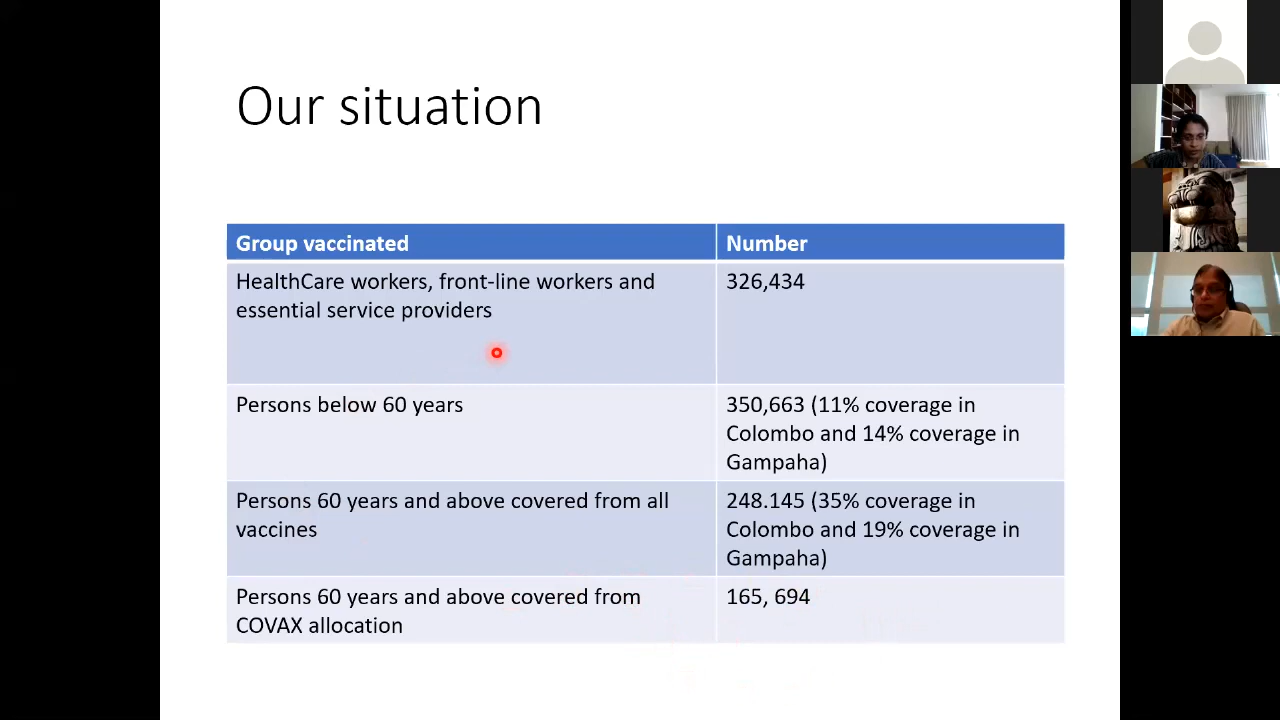 Our situation
Group vaccinated
Number
HealthCare workers, front-line workers and
essential service providers
326,434
Persons below 60 years
350,663 (11% coverage in
Colombo and 14% coverage in
Gampaha)
Persons 60 years and above covered from all
vaccines
248.145 (35% coverage in
Colombo and 19% coverage in
Gampaha)
Persons 60 years and above covered from
COVAX allocation
165, 694